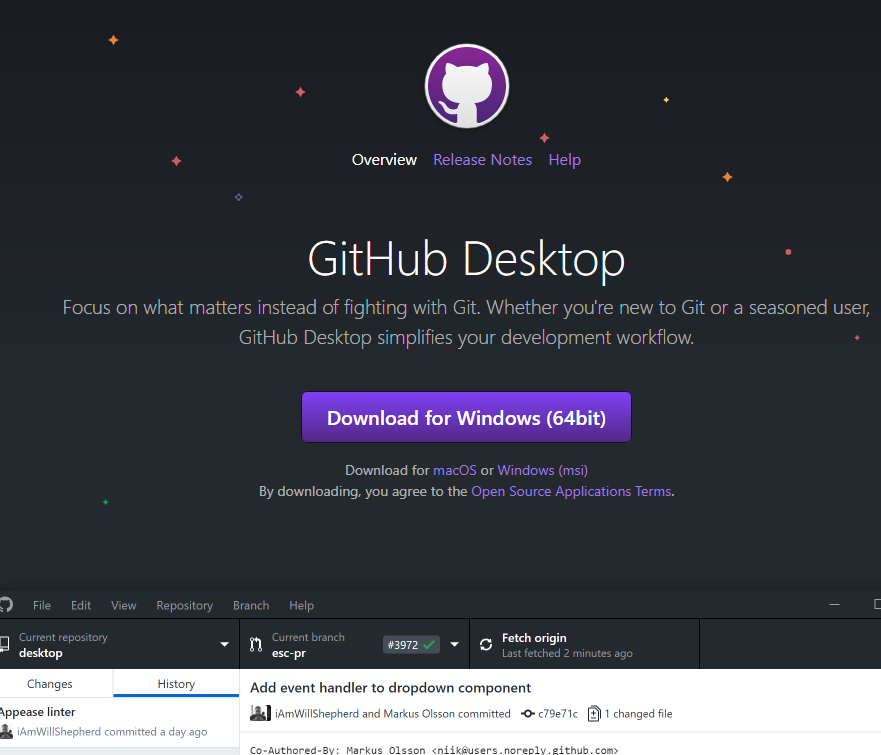 Overview Release Notes Help
GitHub Desktop
Focus on what matters instead of fighting with Git. Whether you're new to Git or a seasoned user,
GitHub Desktop simplifies your development workflow.
Download for Windows (64bit)
Download for macOS or Windows (msi)
By downloading, you agree to the Open Source Applications Terms.
File Edit View Repository Branch Help
Current repository
desktop
Current branch
esc-pr
#3972
Fetch origin
Last fetched 2 minutes ago
Changes History
Appease linter
iAmWillShepherd committed a day ago
Add event handler to dropdown component
iAmWillShepherd and Markus Olsson committed c79e71c 1 changed file
Co-Authored-By: Markus Olsson <niik@users.noreply.github.com>